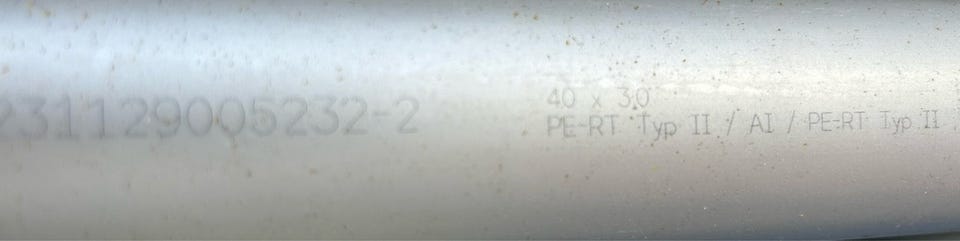 231129005232-2
40 x 3,0
PE-RT Typ II / Al / PE-RT Typ II